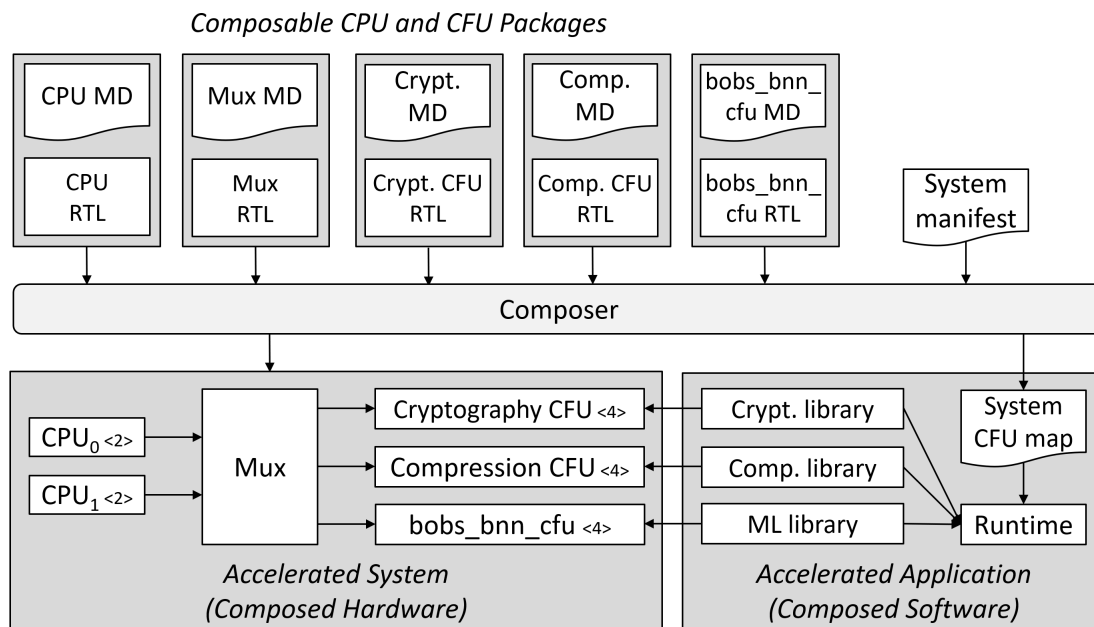 Composable CPU and CFU Packages
CPU MD
Mux MD
Crypt.
MD
Comp.
MD
bobs_bnn_
cfu MD
CPU
RTL
Mux
RTL
Crypt. CFU
RTL
Comp. CFU
RTL
bobs_bnn_
cfu RTL
System
manifest
Composer
CPU0 <2>
CPU1 <2>
Mux
Cryptography CFU <4>
Compression CFU <4>
bobs_bnn_cfu <4>
Accelerated System
(Composed Hardware)
Crypt. library
Comp. library
ML library
System
CFU map
Runtime
Accelerated Application
(Composed Software)